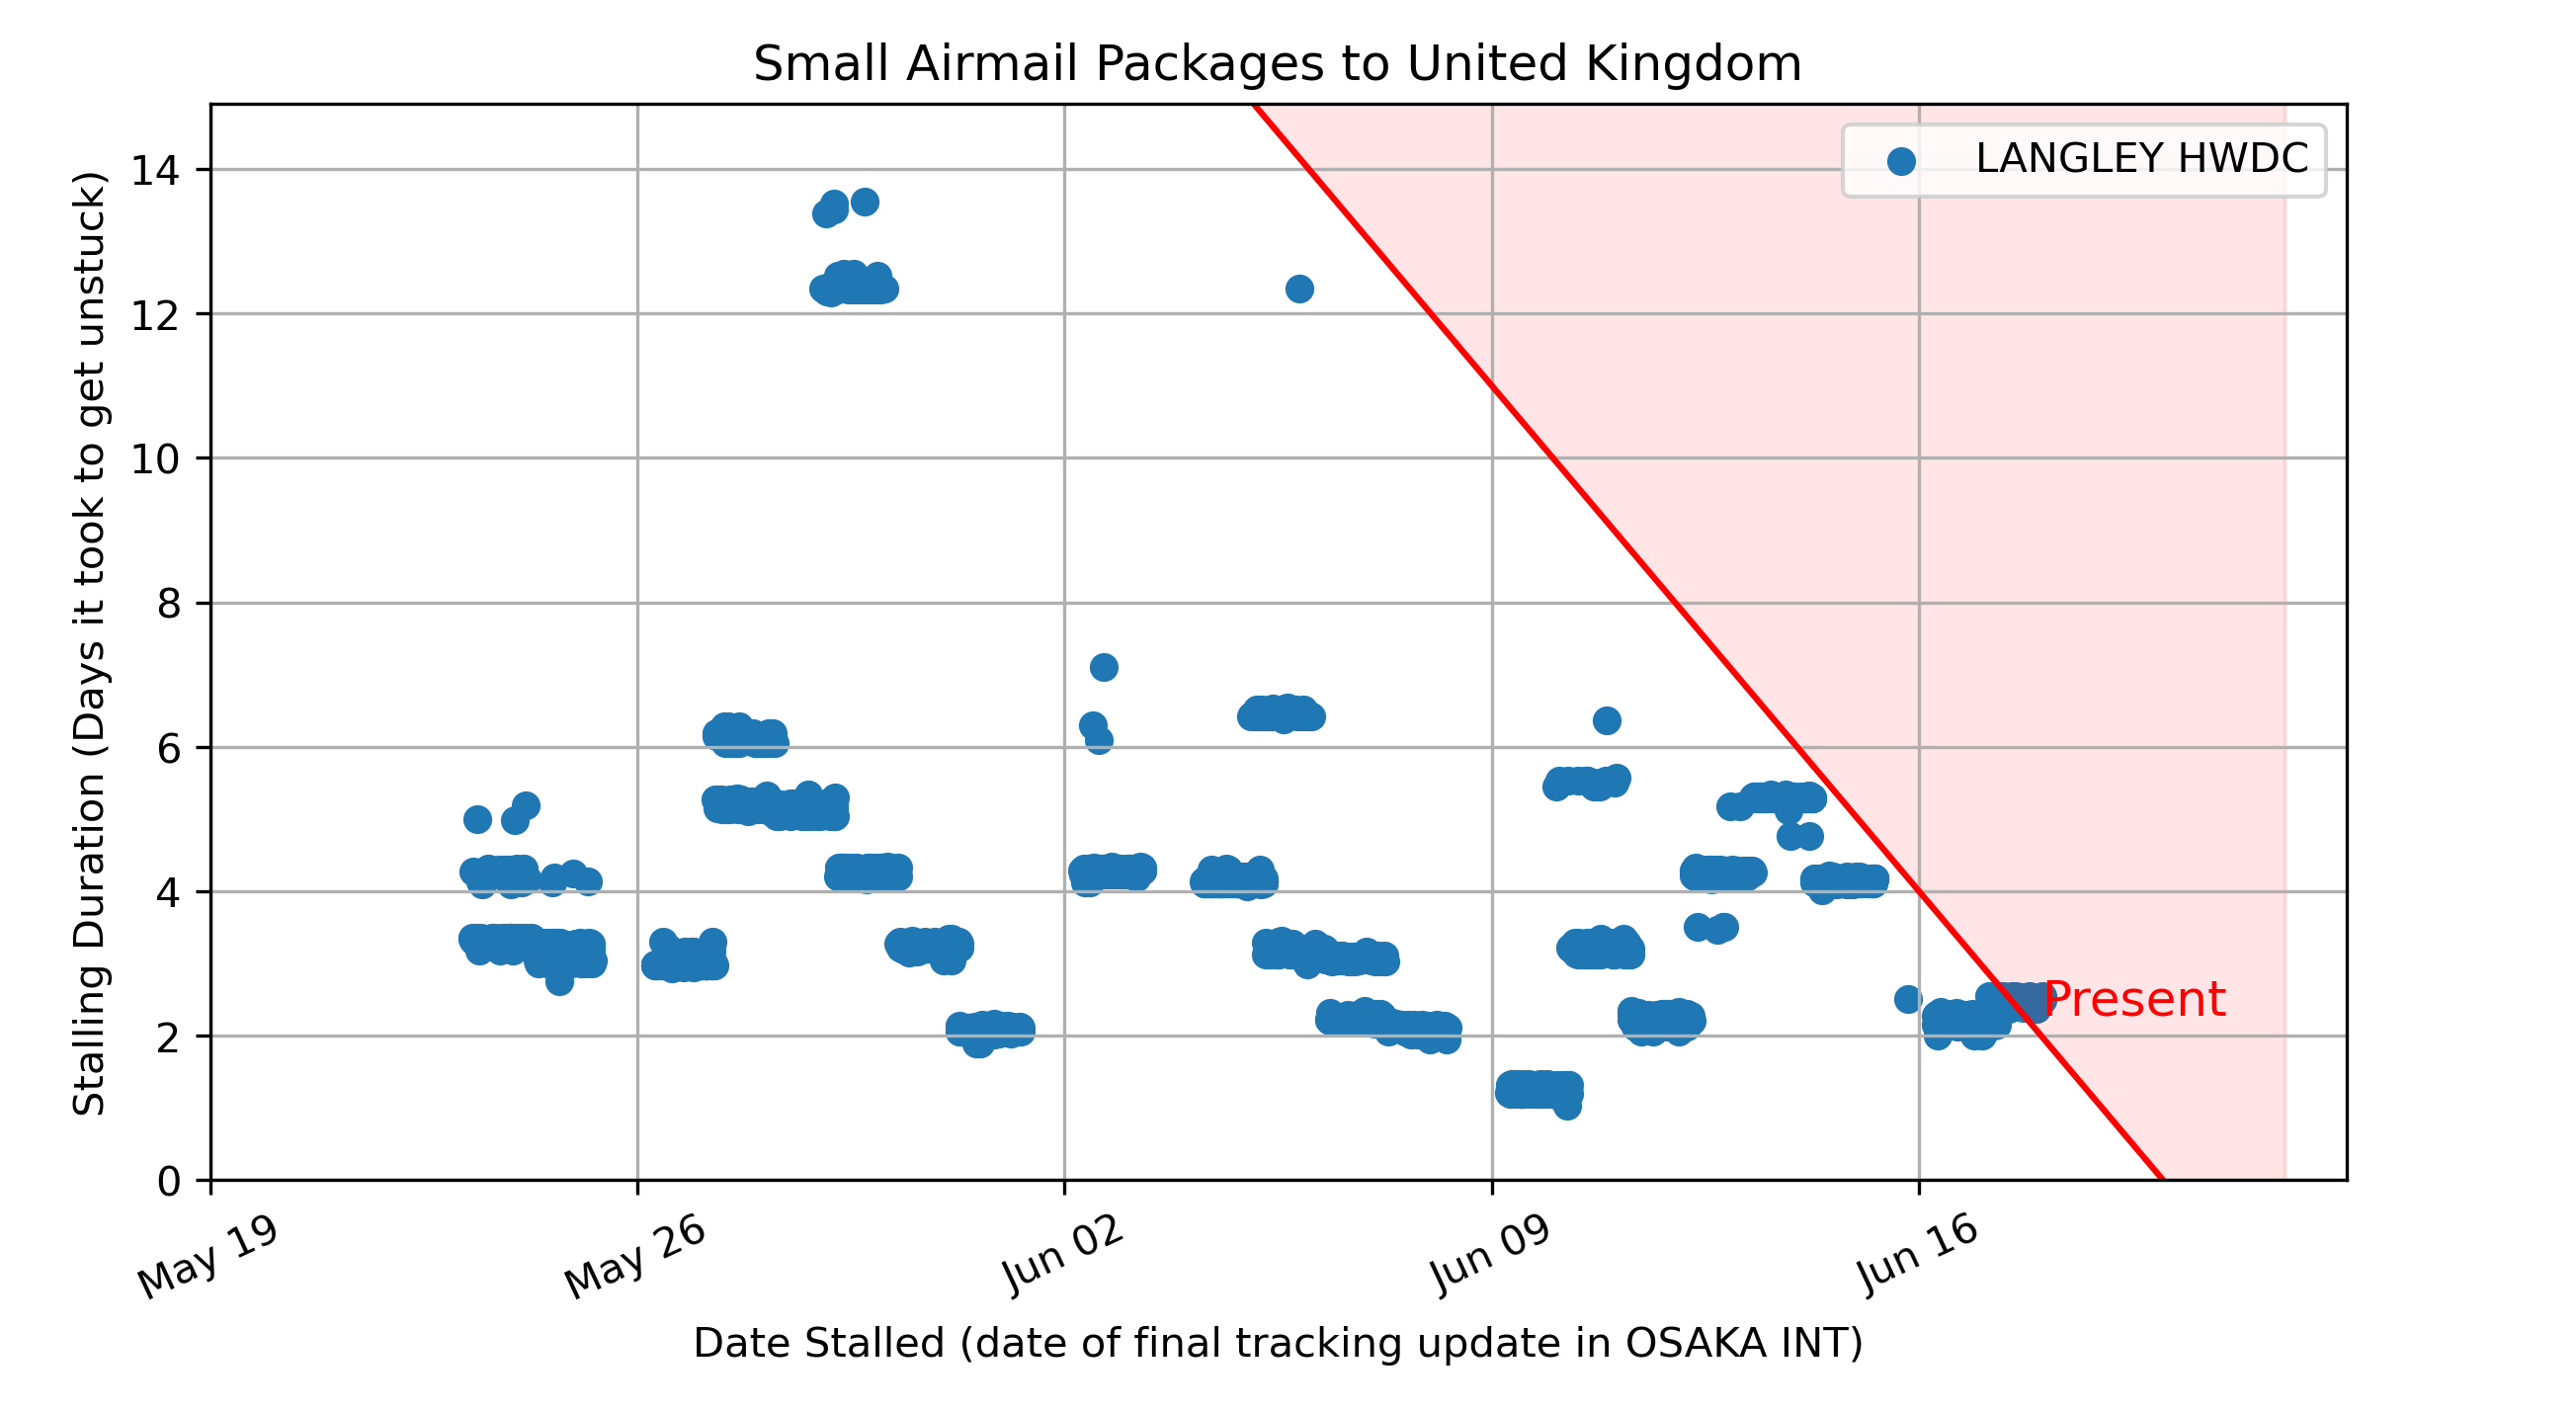 Small Airmail Packages to United Kingdom
LANGLEY HWDC
Stalling Duration (Days it took to get unstuck)
14
12
10
8
6
4
2
0
Present
May 19
May 26
Jun 02
Jun 09
Jun 16
Date Stalled (date of final tracking update in OSAKA INT)